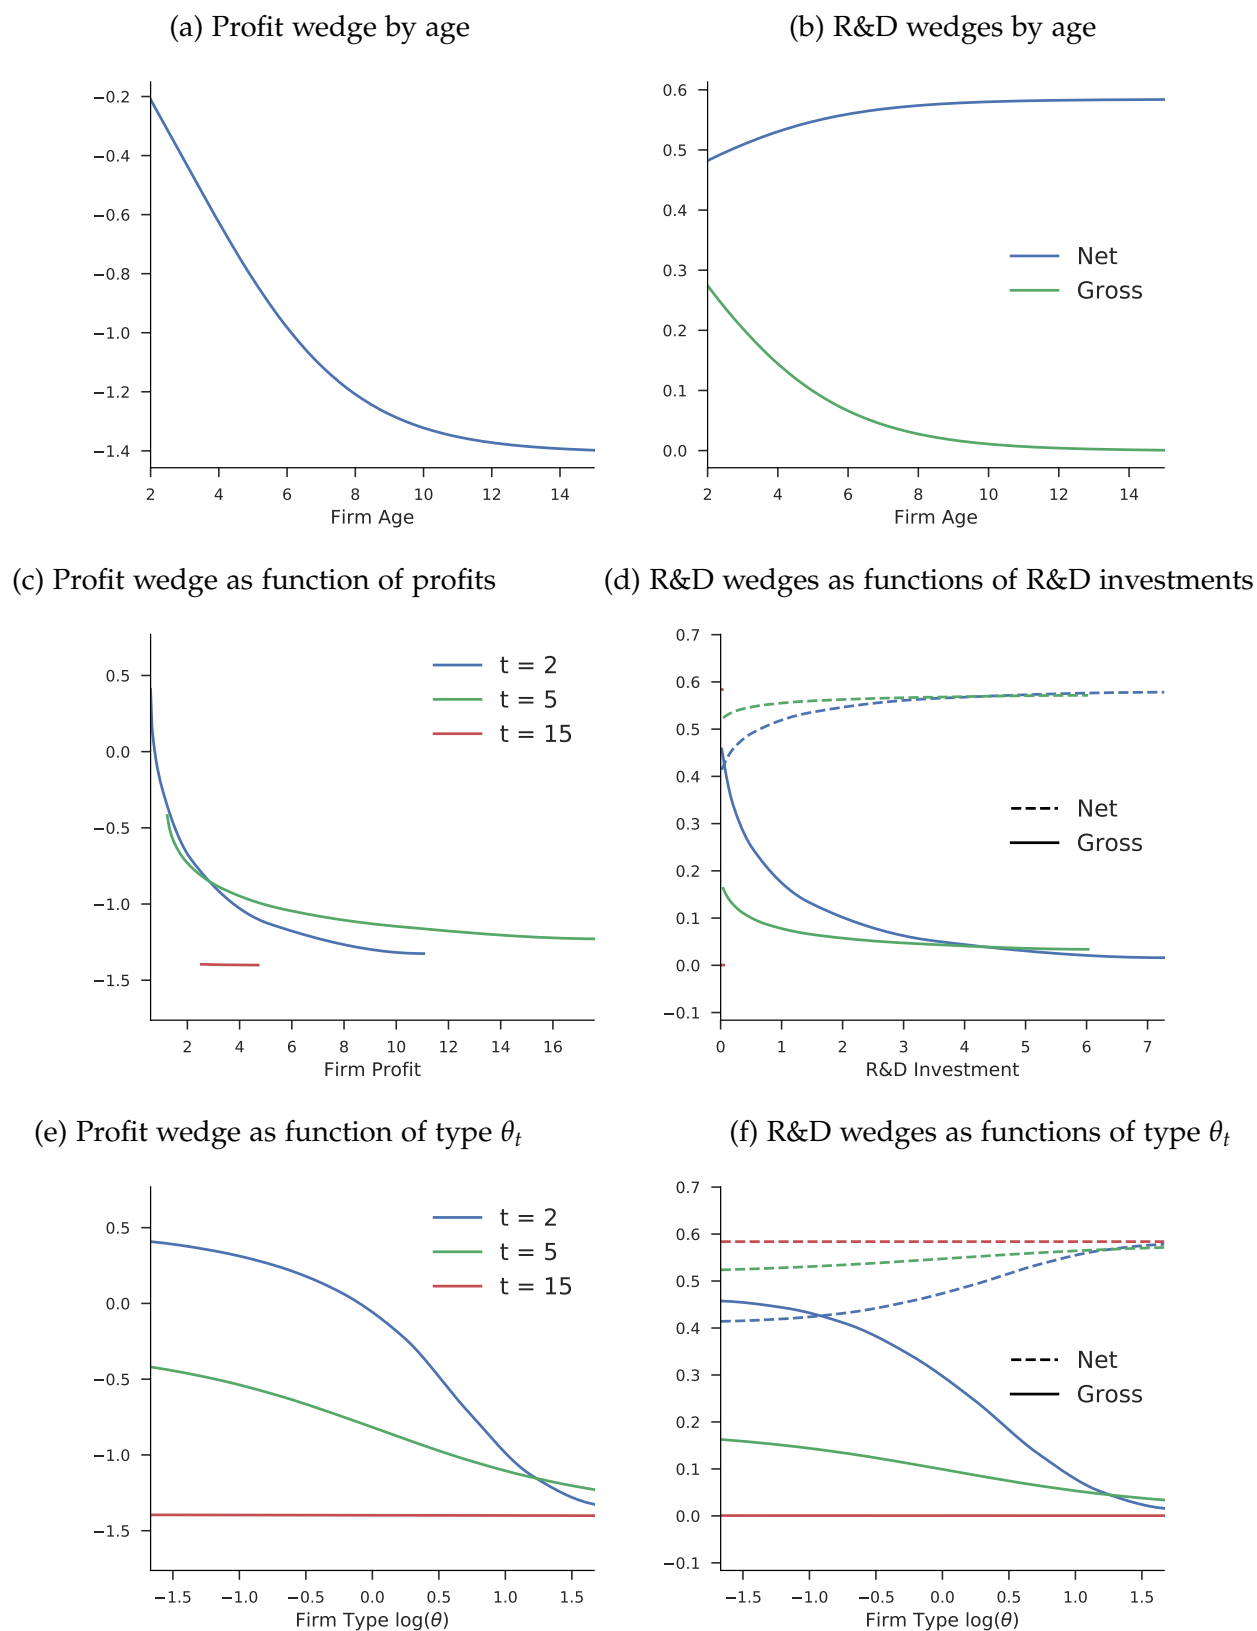 (a) Profit wedge by age
−0.2
−0.4
−0.6
−0.8
−1.0
−1.2
−1.4
2 4 6 8 10 12 14
Firm Age
(b) R&D wedges by age
0.6
0.5
0.4
0.3
0.2
0.1
0.0
Net
Gross
2 4 6 8 10 12 14
Firm Age
(c) Profit wedge as function of profits
0.5
0.0
−0.5
−1.0
−1.5
t = 2
t = 5
t = 15
2 4 6 8 10 12 14 16
Firm Profit
(d) R&D wedges as functions of R&D investments
0.7
0.6
0.5
0.4
0.3
0.2
0.1
0.0
−0.1
Net
Gross
0 1 2 3 4 5 6 7
R&D Investment
(e) Profit wedge as function of type θₜ
0.5
0.0
−0.5
−1.0
−1.5
t = 2
t = 5
t = 15
−1.5 −1.0 −0.5 0.0 0.5 1.0 1.5
Firm Type log(θ)
(f) R&D wedges as functions of type θₜ
0.7
0.6
0.5
0.4
0.3
0.2
0.1
0.0
−0.1
Net
Gross
−1.5 −1.0 −0.5 0.0 0.5 1.0 1.5
Firm Type log(θ)